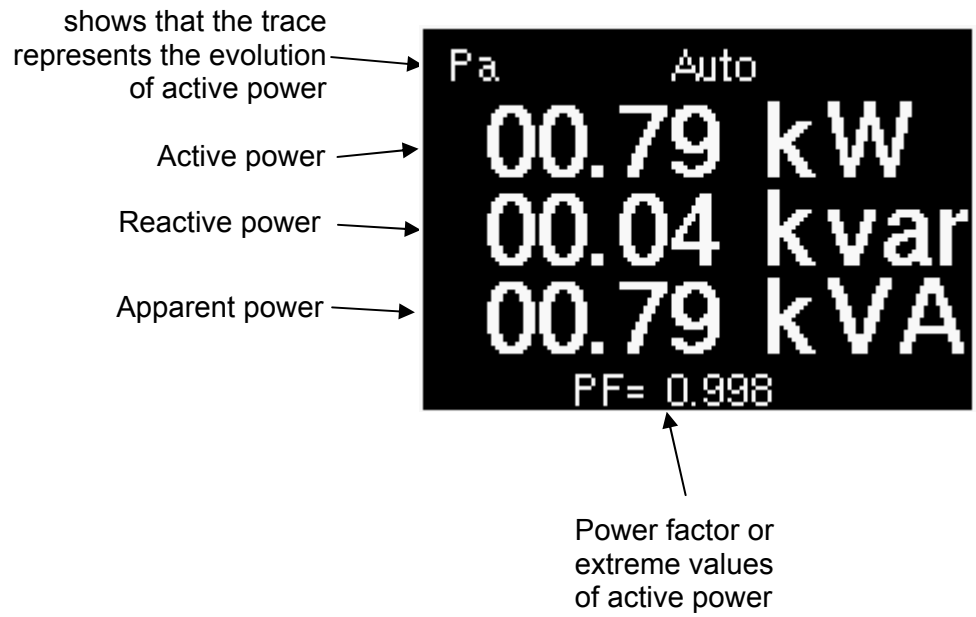 shows that the trace
represents the evolution
of active power
Active power
Reactive power
Apparent power
Pa Auto
00.79 kW
00.04 kvar
00.79 kVA
PF= 0.998
Power factor or
extreme values
of active power